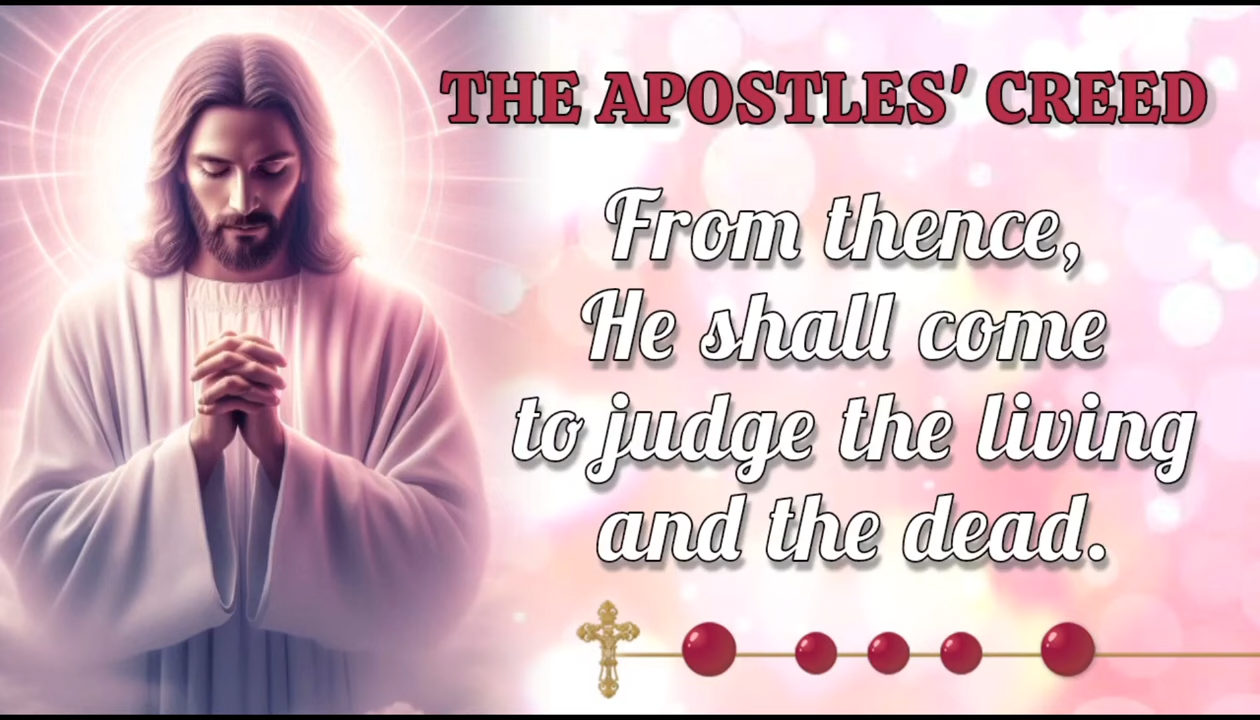 THE APOSTLES' CREED
From thence,
He shall come
to judge the living
and the dead.